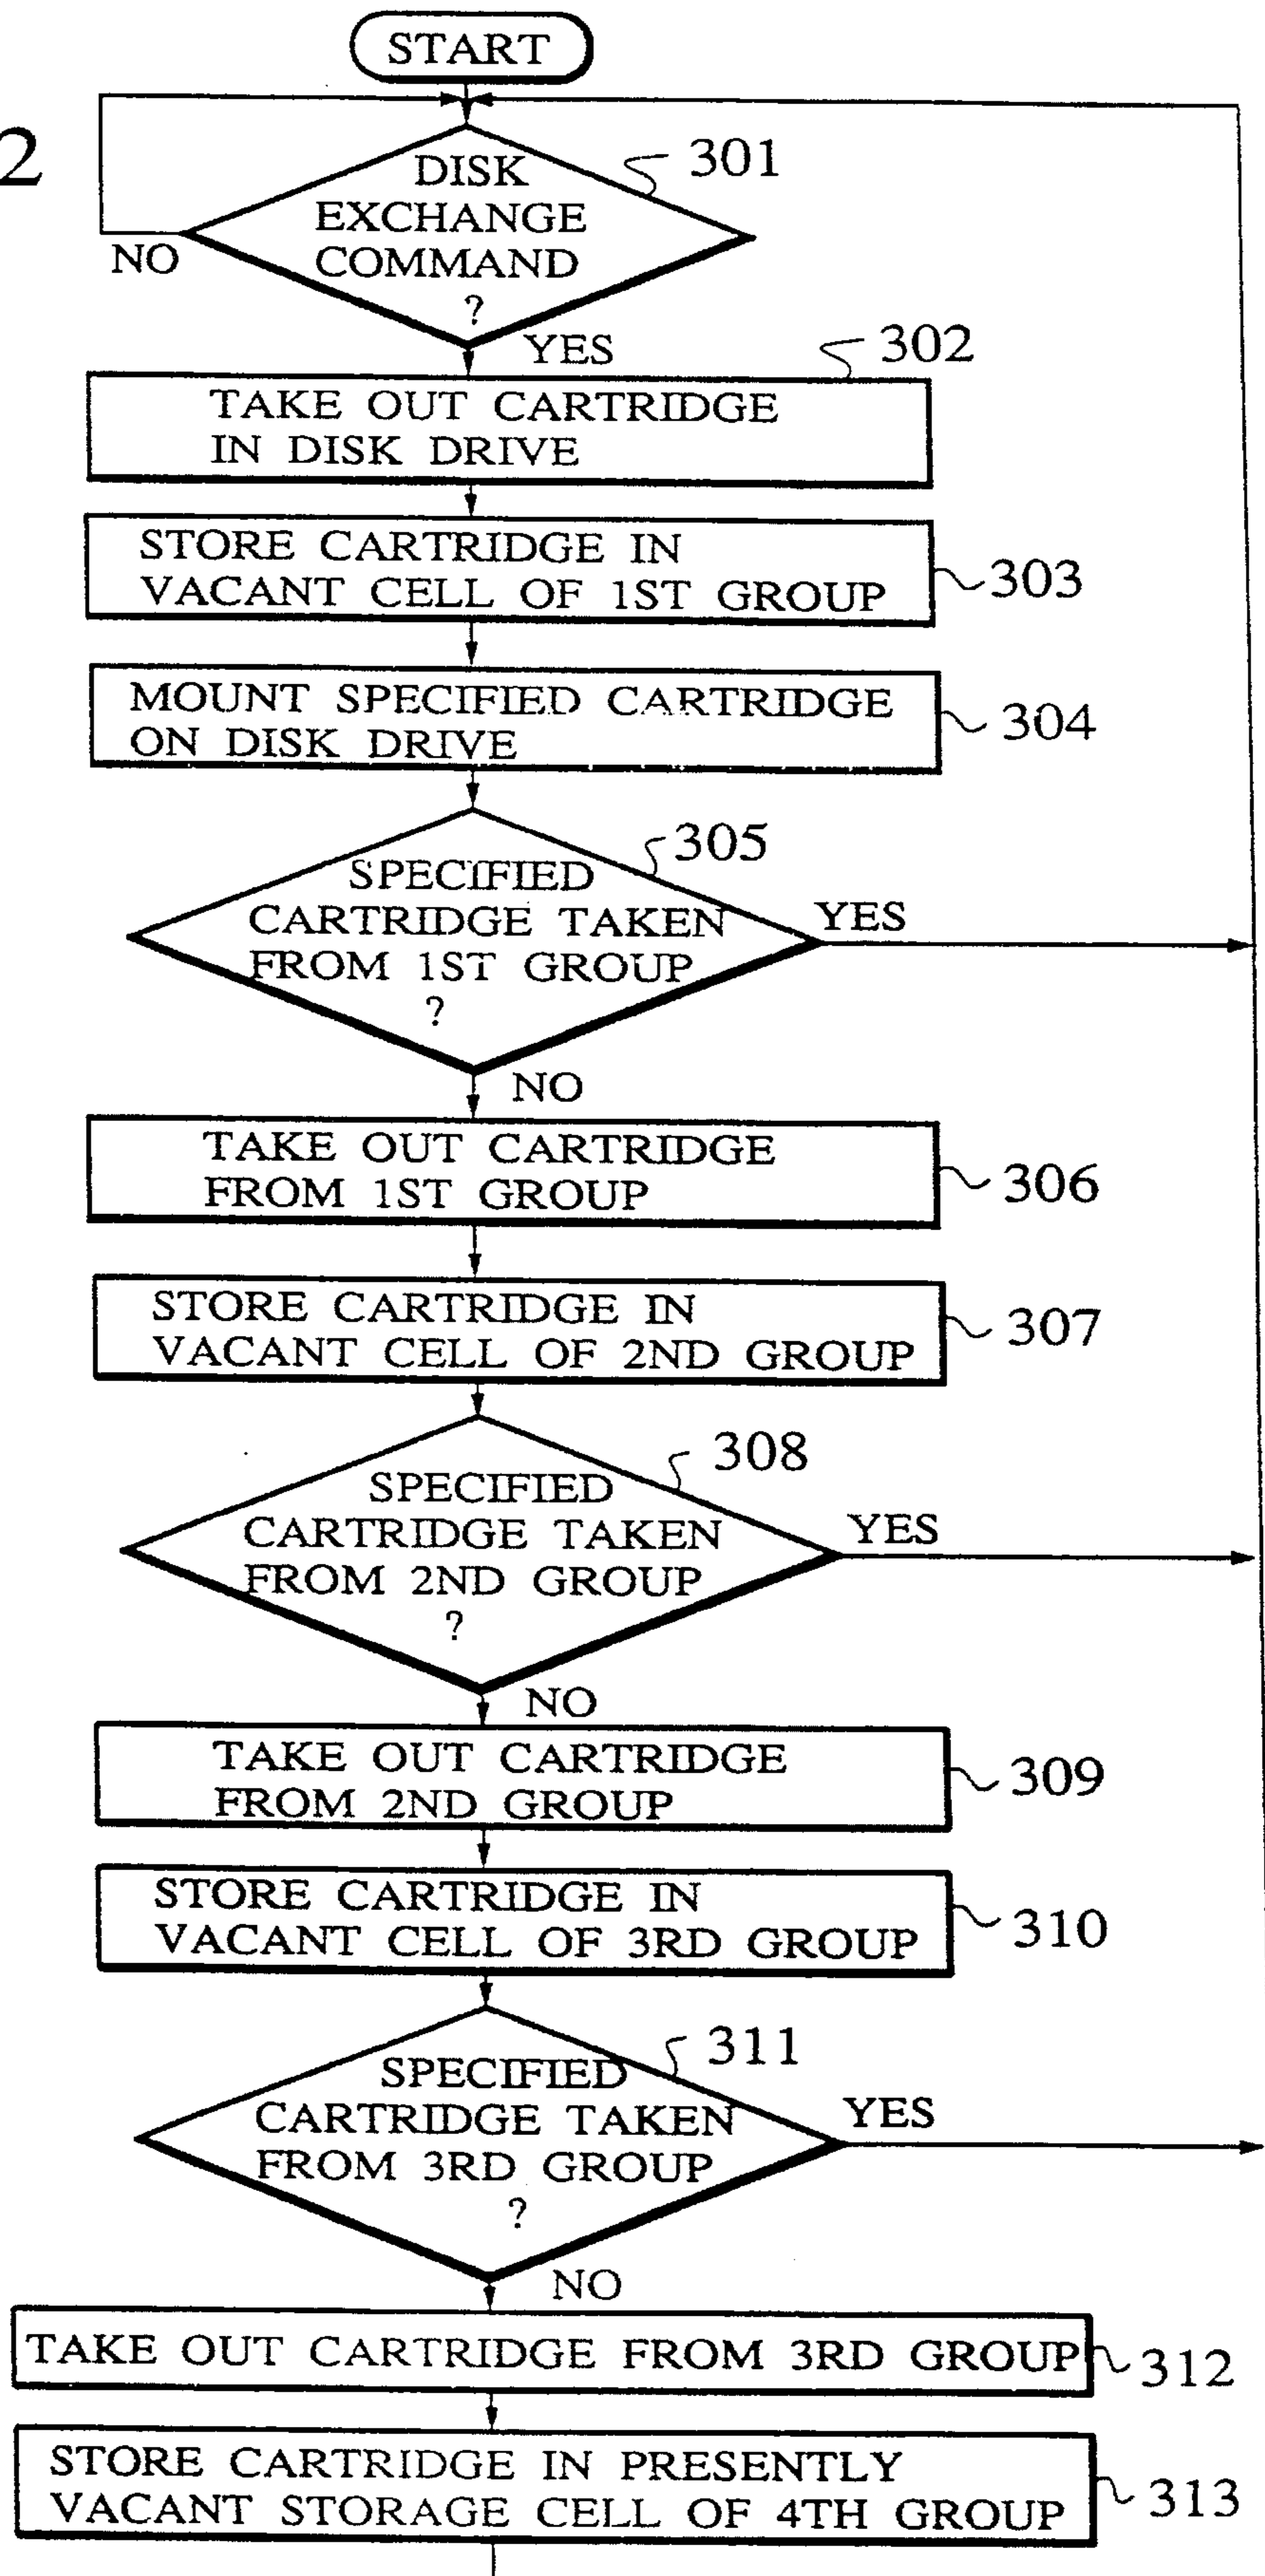 START
2
DISK
EXCHANGE
COMMAND
?
301
NO
YES
302
TAKE OUT CARTRIDGE
IN DISK DRIVE
STORE CARTRIDGE IN
VACANT CELL OF 1ST GROUP
303
MOUNT SPECIFIED CARTRIDGE
ON DISK DRIVE
304
305
SPECIFIED
CARTRIDGE TAKEN
FROM 1ST GROUP
?
YES
NO
TAKE OUT CARTRIDGE
FROM 1ST GROUP
306
STORE CARTRIDGE IN
VACANT CELL OF 2ND GROUP
307
308
SPECIFIED
CARTRIDGE TAKEN
FROM 2ND GROUP
?
YES
NO
TAKE OUT CARTRIDGE
FROM 2ND GROUP
309
STORE CARTRIDGE IN
VACANT CELL OF 3RD GROUP
310
311
SPECIFIED
CARTRIDGE TAKEN
FROM 3RD GROUP
?
YES
NO
TAKE OUT CARTRIDGE FROM 3RD GROUP
312
STORE CARTRIDGE IN PRESENTLY
VACANT STORAGE CELL OF 4TH GROUP
313